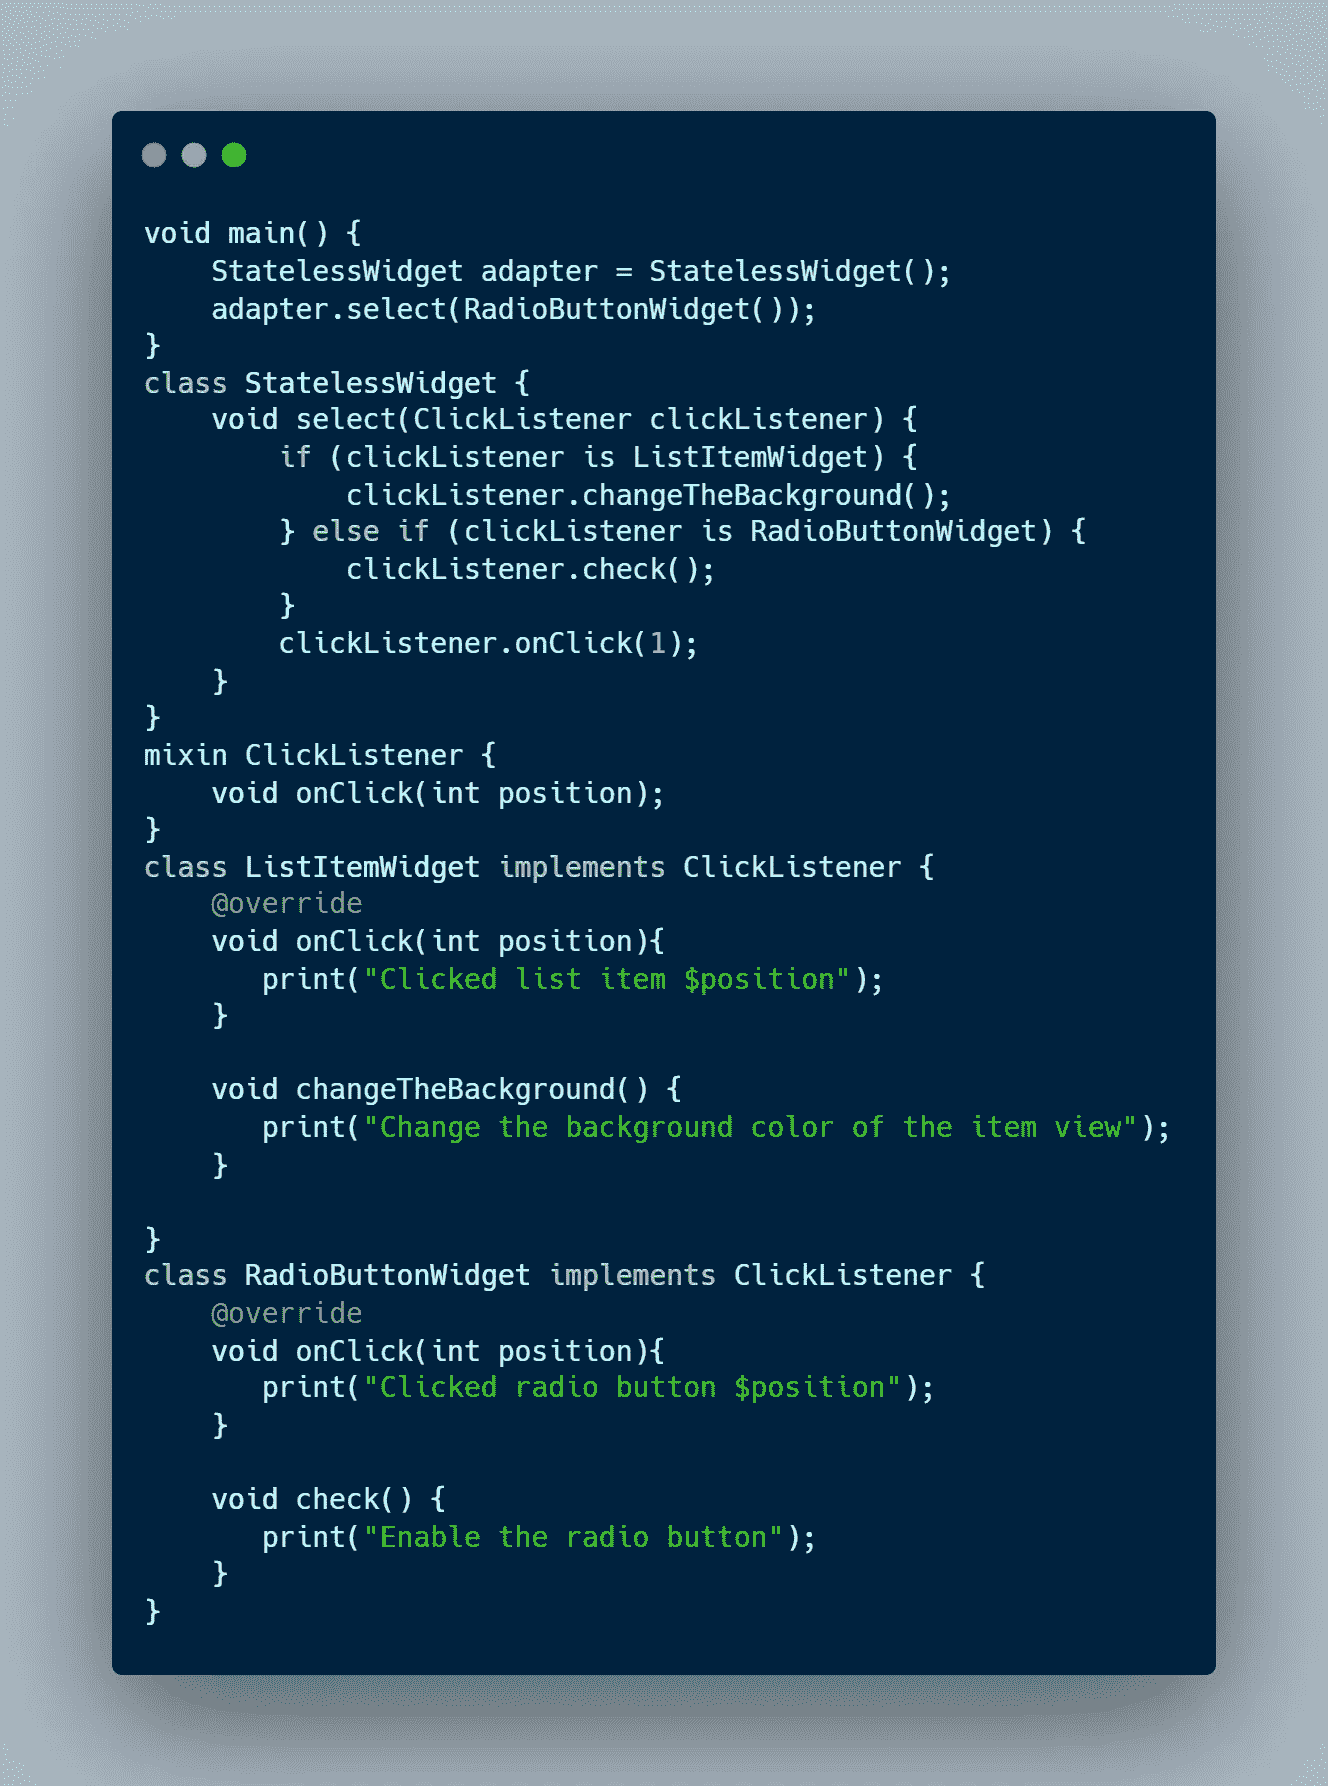 void main() {
    StatelessWidget adapter = StatelessWidget();
    adapter.select(RadioButtonWidget());
}
class StatelessWidget {
    void select(ClickListener clickListener) {
        if (clickListener is ListItemWidget) {
            clickListener.changeTheBackground();
        } else if (clickListener is RadioButtonWidget) {
            clickListener.check();
        }
        clickListener.onClick(1);
    }
}
mixin ClickListener {
    void onClick(int position);
}
class ListItemWidget implements ClickListener {
    @override
    void onClick(int position){
       print("Clicked list item $position");
    }

    void changeTheBackground() {
       print("Change the background color of the item view");
    }

}
class RadioButtonWidget implements ClickListener {
    @override
    void onClick(int position){
       print("Clicked radio button $position");
    }

    void check() {
       print("Enable the radio button");
    }
}